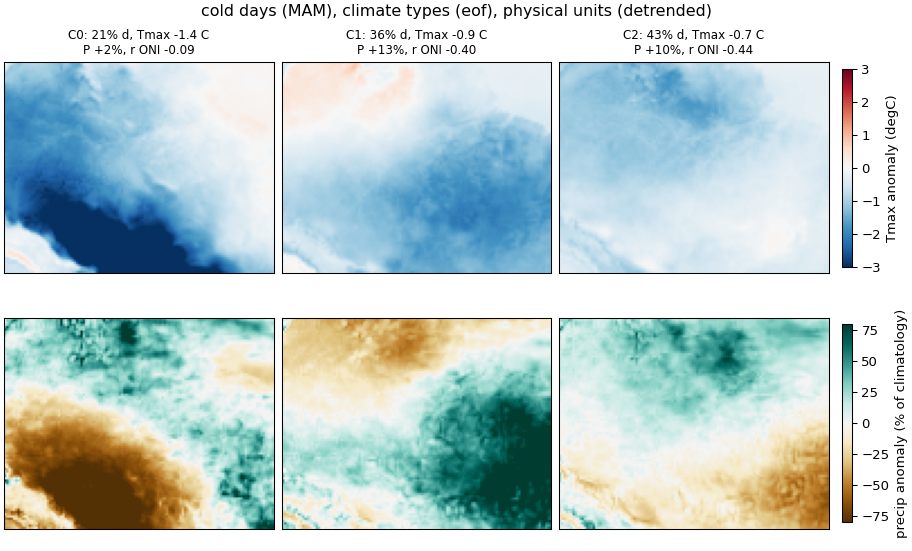 cold days (MAM), climate types (eof), physical units (detrended)
C0: 21% d, Tmax -1.4 C
P +2%, r ONI -0.09
C1: 36% d, Tmax -0.9 C
P +13%, r ONI -0.40
C2: 43% d, Tmax -0.7 C
P +10%, r ONI -0.44
3
2
1
0
−1
−2
−3
Tmax anomaly (degC)
75
50
25
0
−25
−50
−75
precip anomaly (% of climatology)